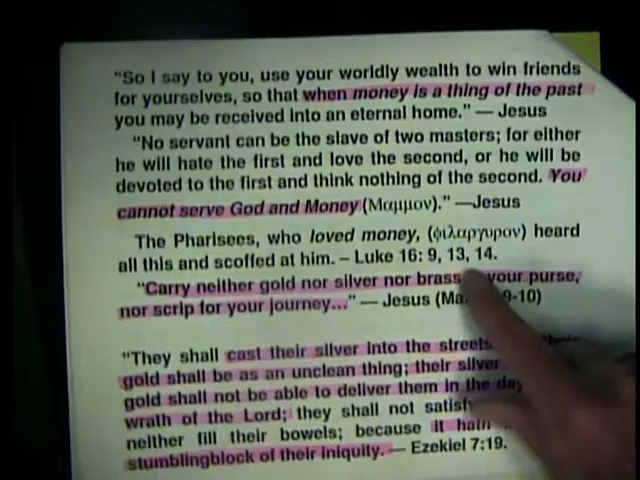 "So I say to you, use your worldly wealth to win friends
for yourselves, so that when money is a thing of the past
you may be received into an eternal home." — Jesus
"No servant can be the slave of two masters; for either
he will hate the first and love the second, or he will be
devoted to the first and think nothing of the second. You
cannot serve God and Money (Μαμμον)." —Jesus
The Pharisees, who loved money, (φιλαργυρον) heard
all this and scoffed at him. – Luke 16: 9, 13, 14.
"Carry neither gold nor silver nor brass your purse,
nor scrip for your journey..." — Jesus (Ma 9-10)
"They shall cast their silver into the streets
gold shall be as an unclean thing; their silver
gold shall not be able to deliver them in the
wrath of the Lord; they shall not
neither fill their bowels; because it hath
stumblingblock of their iniquity. — Ezekiel 7:19.